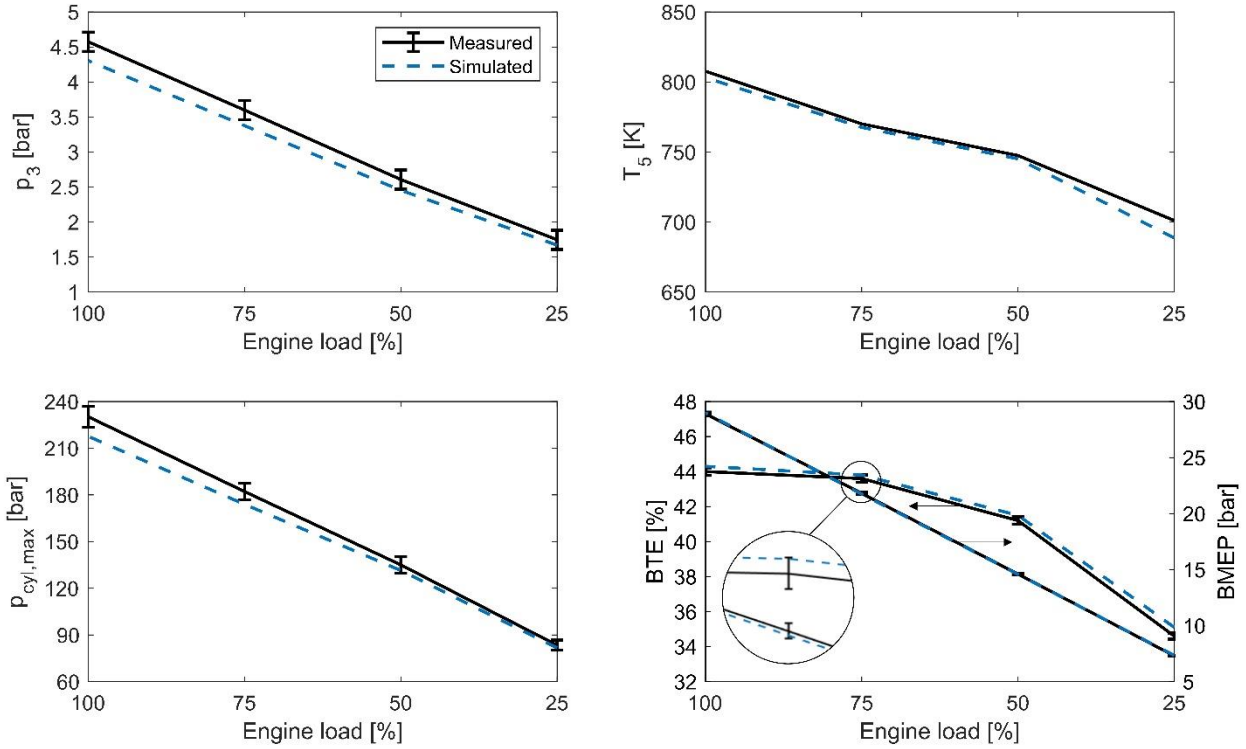 5
4.5
4
3.5
3
2.5
2
1.5
1
p3 [bar]
Measured
Simulated
100 75 50 25
Engine load [%]
850
800
750
700
650
T5 [K]
100 75 50 25
Engine load [%]
240
210
180
150
120
90
60
pcyl,max [bar]
100 75 50 25
Engine load [%]
48
46
44
42
40
38
36
34
32
BTE [%]
30
25
20
15
10
5
BMEP [bar]
100 75 50 25
Engine load [%]